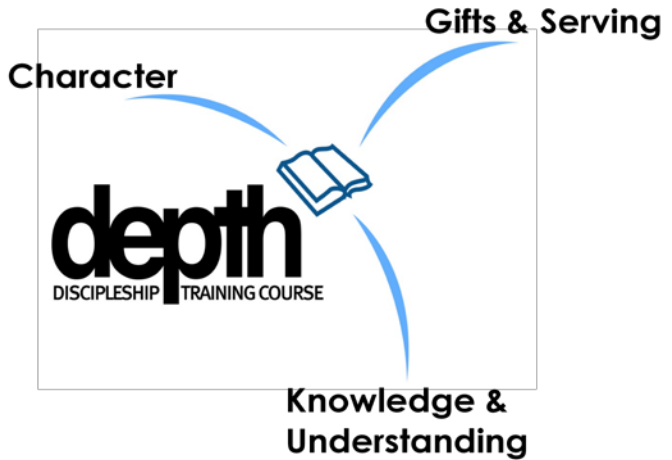 Gifts & Serving
Character
depth
DISCIPLESHIP TRAINING COURSE
Knowledge &
Understanding